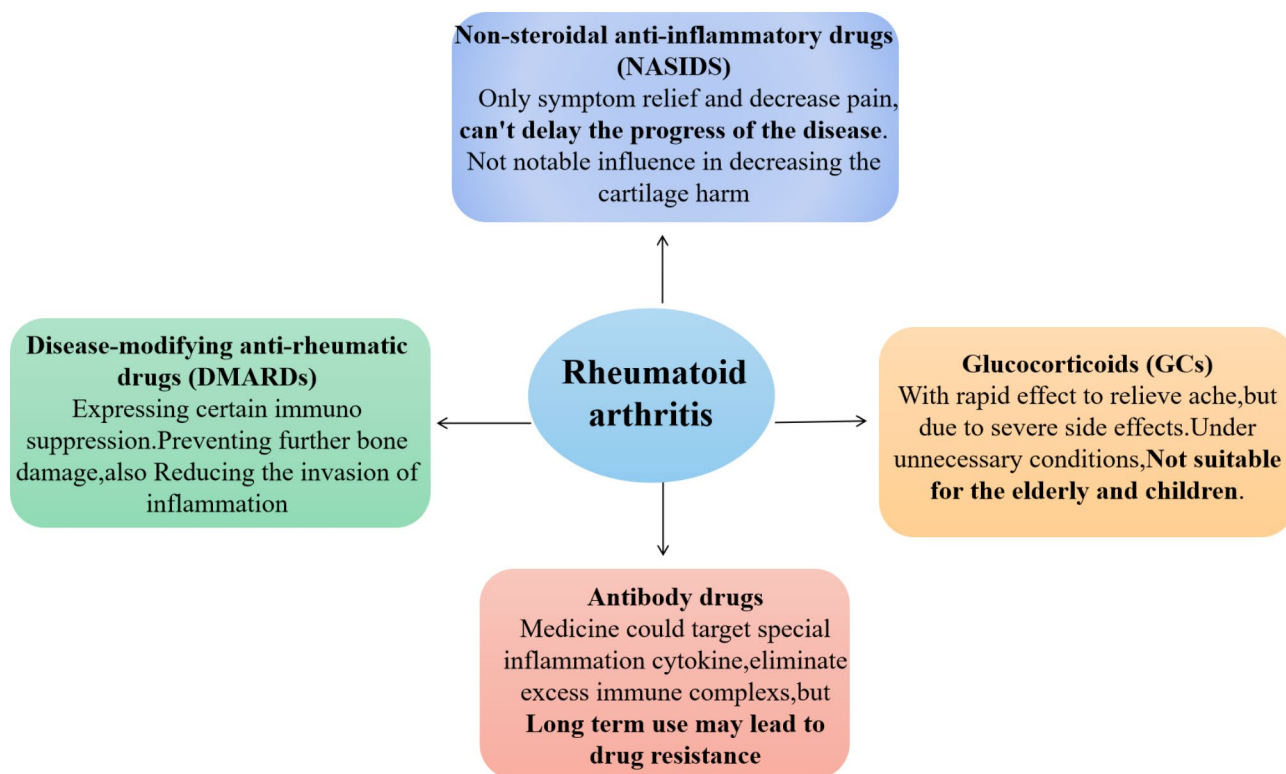 Non-steroidal anti-inflammatory drugs
(NASIDS)
Only symptom relief and decrease pain,
can't delay the progress of the disease.
Not notable influence in decreasing the
cartilage harm
Disease-modifying anti-rheumatic
drugs (DMARDs)
Expressing certain immuno
suppression.Preventing further bone
damage,also Reducing the invasion of
inflammation
Rheumatoid
arthritis
Glucocorticoids (GCs)
With rapid effect to relieve ache,but
due to severe side effects.Under
unnecessary conditions,Not suitable
for the elderly and children.
Antibody drugs
Medicine could target special
inflammation cytokine,eliminate
excess immune complexs,but
Long term use may lead to
drug resistance